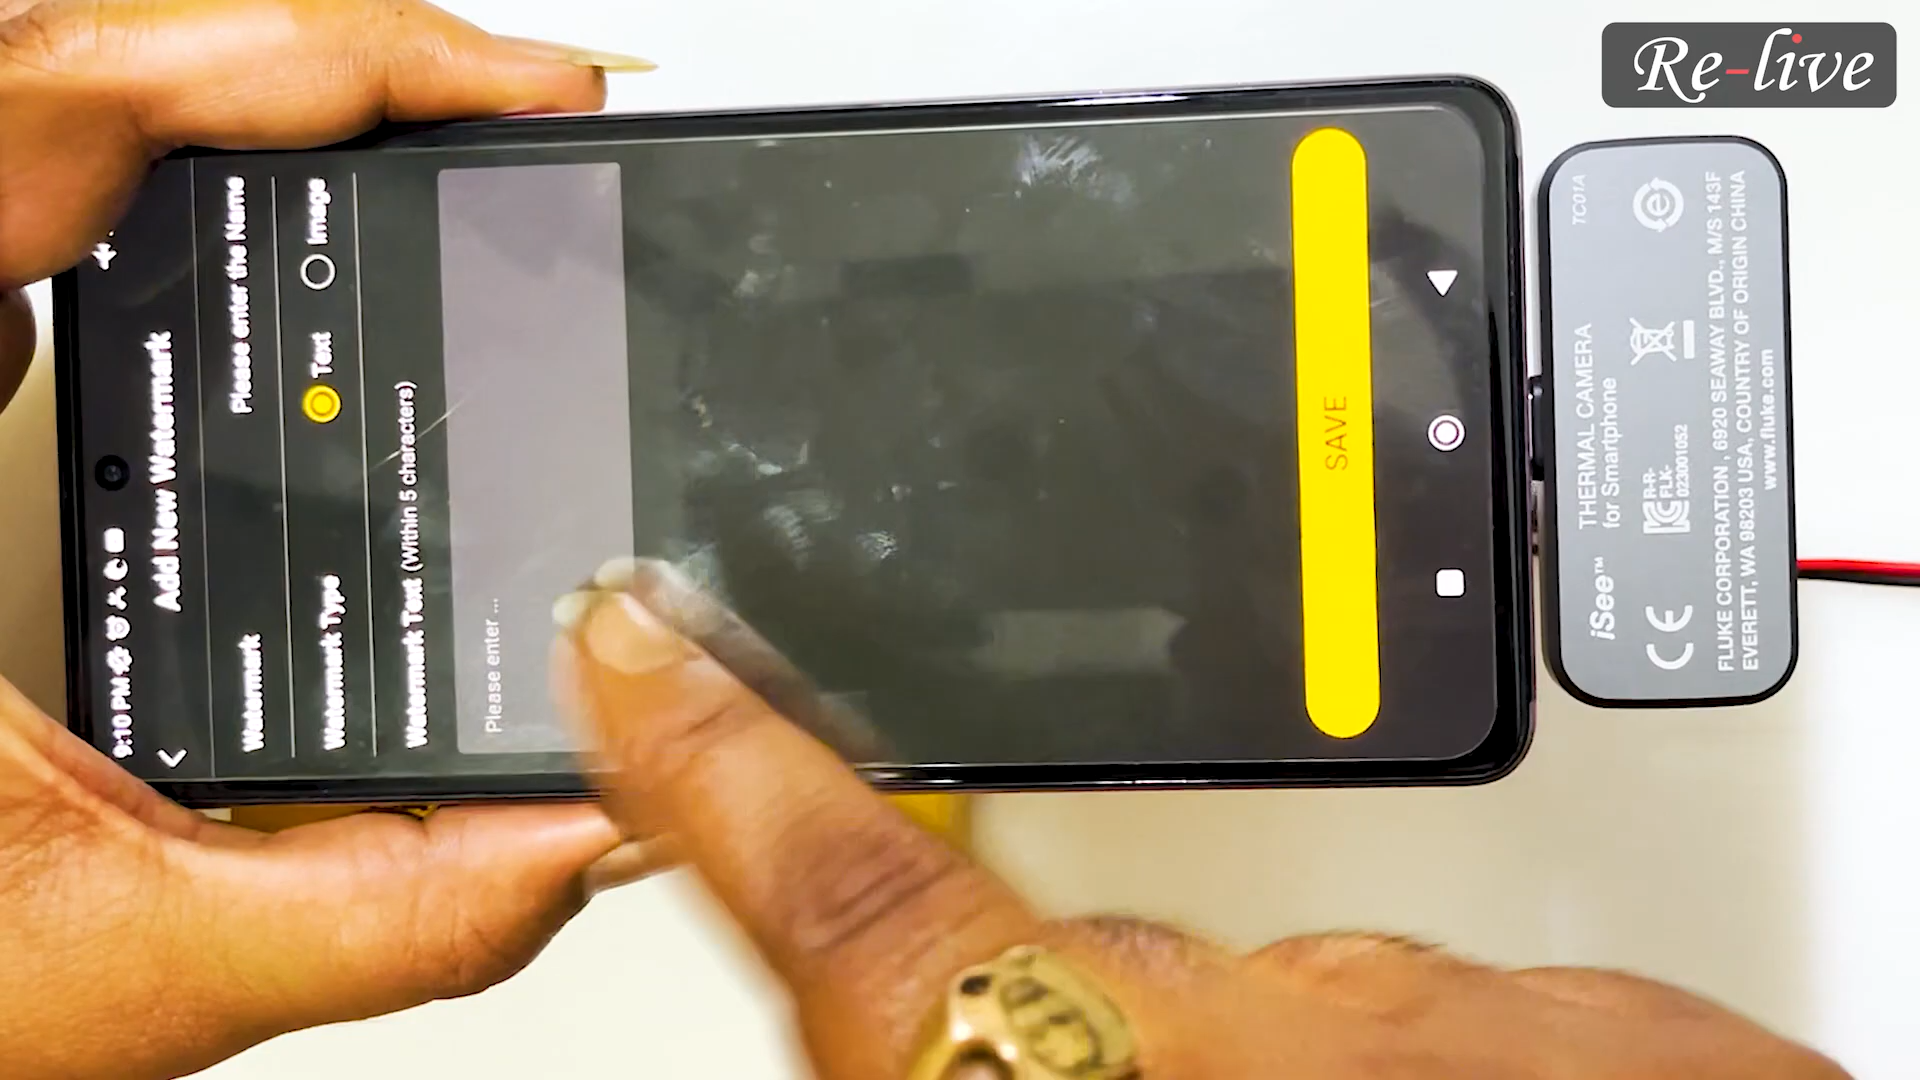 Re-live
9:10 PM
Add New Watermark
Watermark Please enter the Name
Watermark Type Text Image
Watermark Text (Within 5 characters)
Please enter ...
SAVE
iSee™ THERMAL CAMERA TC01A
for Smartphone
CE
R-R-
FLK-
023001052
FLUKE CORPORATION, 6920 SEAWAY BLVD., M/S 143F
EVERETT, WA 98203 USA, COUNTRY OF ORIGIN CHINA
www.fluke.com